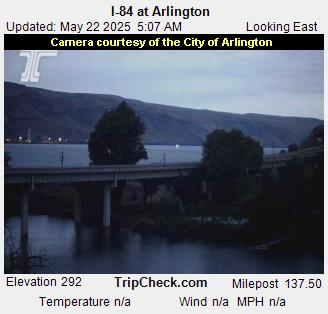 I-84 at Arlington
Updated: May 22 2025 5:07 AM Looking East
Camera courtesy of the City of Arlington
Elevation 292 TripCheck.com Milepost 137.50
Temperature n/a Wind n/a MPH n/a